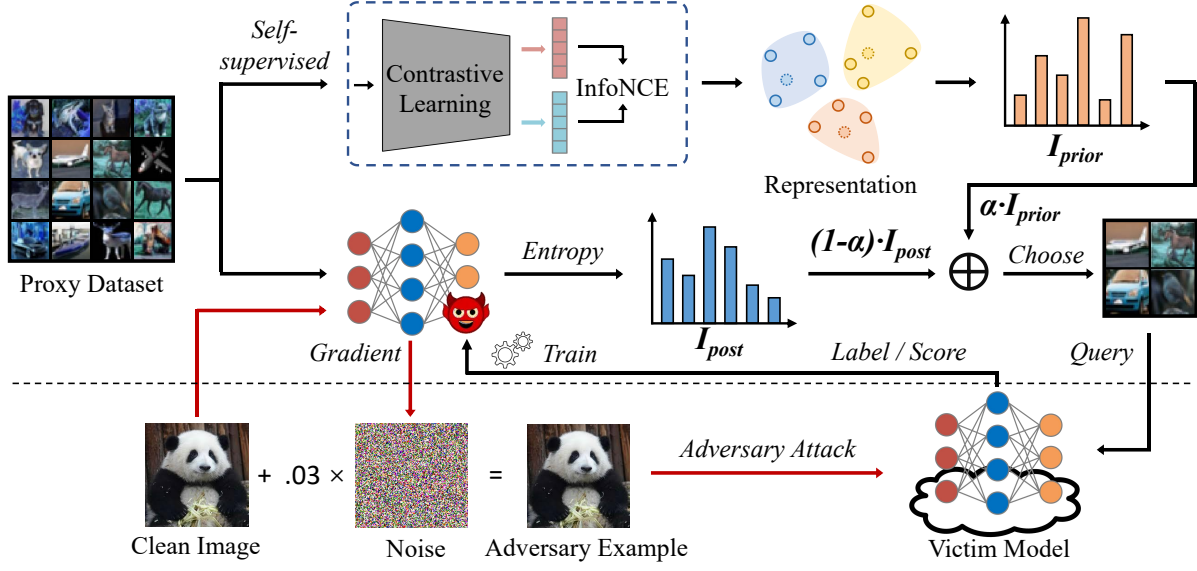 Self-
supervised
Contrastive
Learning
InfoNCE
Representation
I_prior
Proxy Dataset
Entropy
I_post
(1-α)·I_post
α·I_prior
Choose
Gradient
Train
Label / Score
Query
+ .03 ×
=
Adversary Attack
Clean Image
Noise
Adversary Example
Victim Model